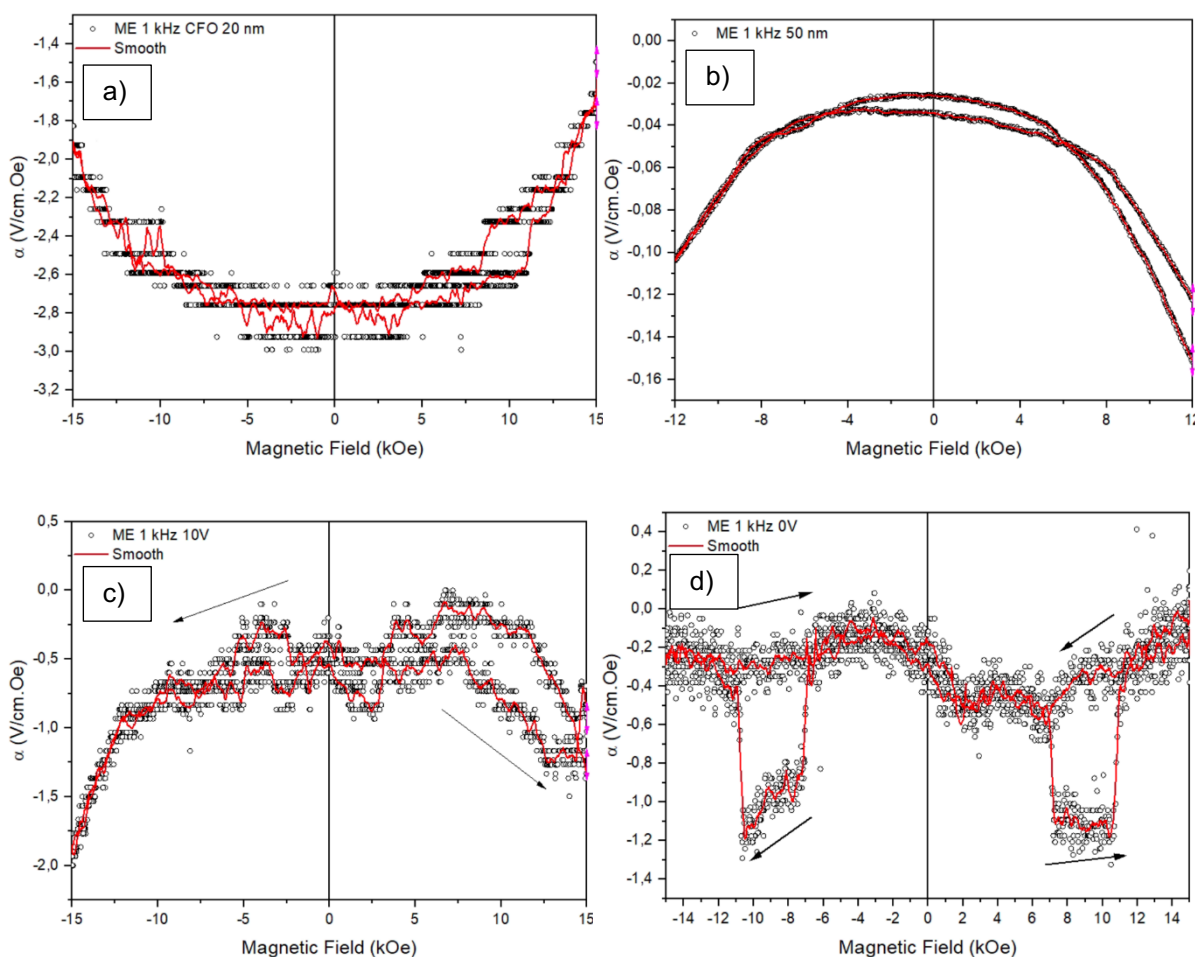 ME 1 kHz CFO 20 nm
Smooth
a)
α (V/cm.Oe)
-1,4
-1,6
-1,8
-2,0
-2,2
-2,4
-2,6
-2,8
-3,0
-3,2
-15 -10 -5 0 5 10 15
Magnetic Field (kOe)
ME 1 kHz 50 nm
b)
α (V/cm.Oe)
0,00
-0,02
-0,04
-0,06
-0,08
-0,10
-0,12
-0,14
-0,16
-12 -8 -4 0 4 8 12
Magnetic Field (kOe)
ME 1 kHz 10V
Smooth
c)
α (V/cm.Oe)
0,5
0,0
-0,5
-1,0
-1,5
-2,0
-15 -10 -5 0 5 10 15
Magnetic Field (kOe)
ME 1 kHz 0V
Smooth
d)
α (V/cm.Oe)
0,4
0,2
0,0
-0,2
-0,4
-0,6
-0,8
-1,0
-1,2
-1,4
-14 -12 -10 -8 -6 -4 -2 0 2 4 6 8 10 12 14
Magnetic Field (kOe)